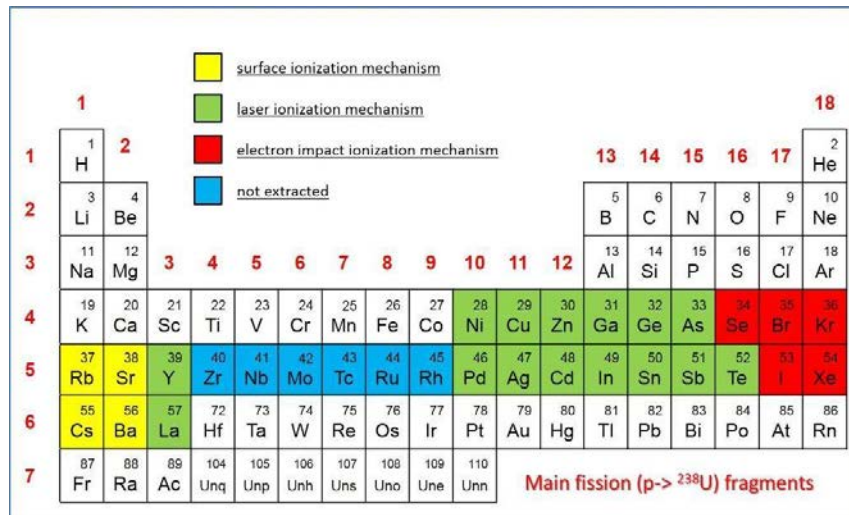 surface ionization mechanism
laser ionization mechanism
1 18
electron impact ionization mechanism
1 1 2 2 13 14 15 16 17 2
H He
not extracted
2 3 4 5 6 7 8 9 10
Li Be B C N O F Ne
3 11 12 3 4 5 6 7 8 9 10 11 12 13 14 15 16 17 18
Na Mg Al Si P S Cl Ar
4 19 20 21 22 23 24 25 26 27 28 29 30 31 32 33 34 35 36
K Ca Sc Ti V Cr Mn Fe Co Ni Cu Zn Ga Ge As Se Br Kr
5 37 38 39 40 41 42 43 44 45 46 47 48 49 50 51 52 53 54
Rb Sr Y Zr Nb Mo Tc Ru Rh Pd Ag Cd In Sn Sb Te I Xe
6 55 56 57 72 73 74 75 76 77 78 79 80 81 82 83 84 85 86
Cs Ba La Hf Ta W Re Os Ir Pt Au Hg Tl Pb Bi Po At Rn
7 87 88 89 104 105 106 107 108 109 110
Fr Ra Ac Unq Unp Unh Uns Uno Une Unn
Main fission (p-> ²³⁸U) fragments